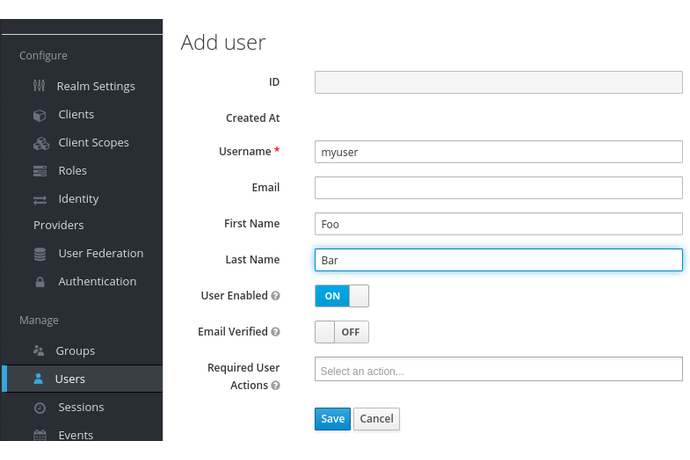 Configure
Realm Settings
Clients
Client Scopes
Roles
Identity
Providers
User Federation
Authentication
Manage
Groups
Users
Sessions
Events
Add user
ID
Created At
Username *
myuser
Email
First Name
Foo
Last Name
Bar
User Enabled
ON
Email Verified
OFF
Required User
Actions
Select an action...
Save
Cancel